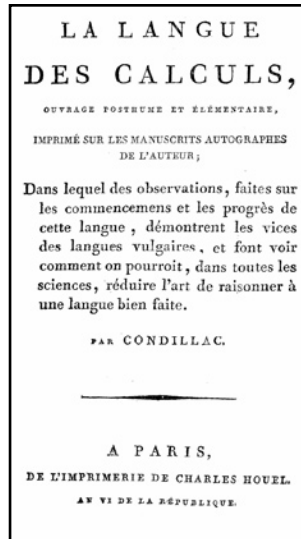 LA LANGUE
DES CALCULS,
OUVRAGE POSTHUME ET ÉLÉMENTAIRE,
IMPRIMÉ SUR LES MANUSCRITS AUTOGRAPHES
DE L'AUTEUR;
Dans lequel des observations, faites sur
les commencemens et les progrès de
cette langue, démontrent les vices
des langues vulgaires, et font voir
comment on pourroit, dans toutes les
sciences, réduire l'art de raisonner à
une langue bien faite.
PAR CONDILLAC.
A PARIS,
DE L'IMPRIMERIE DE CHARLES HOUEL.
AN VI DE LA RÉPUBLIQUE.